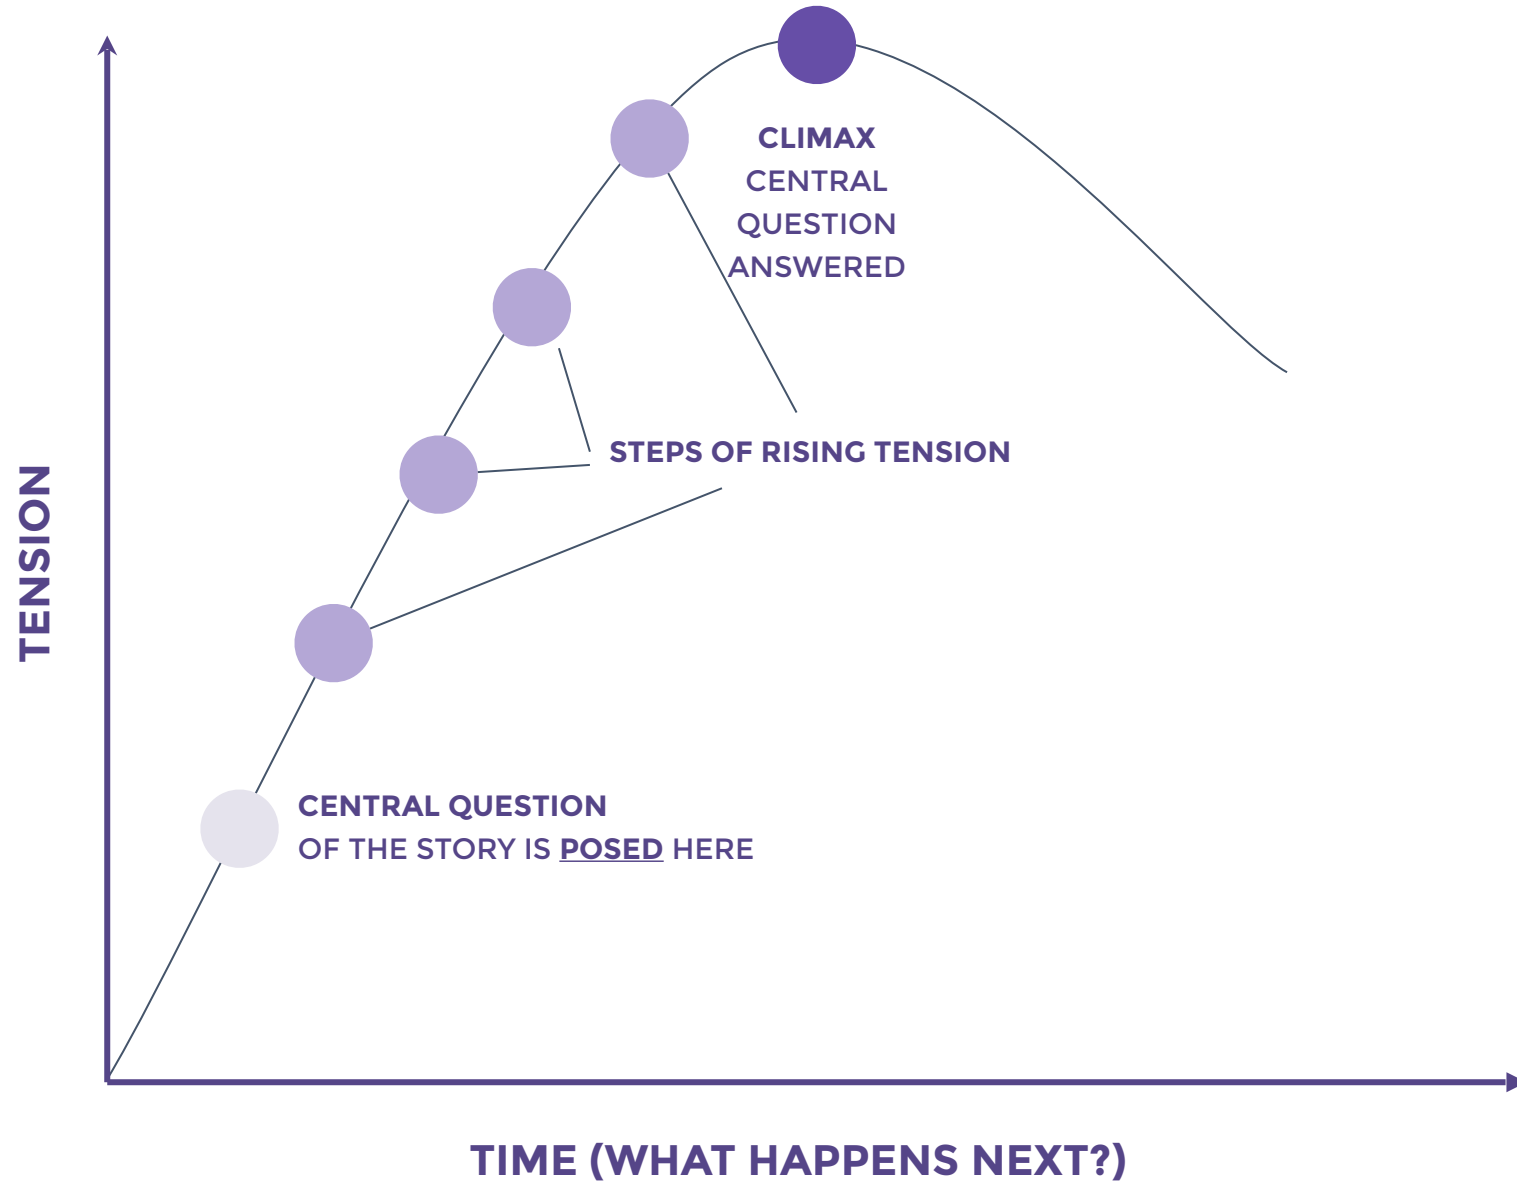 CLIMAX
CENTRAL
QUESTION
ANSWERED
STEPS OF RISING TENSION
TENSION
CENTRAL QUESTION
OF THE STORY IS POSED HERE
TIME (WHAT HAPPENS NEXT?)